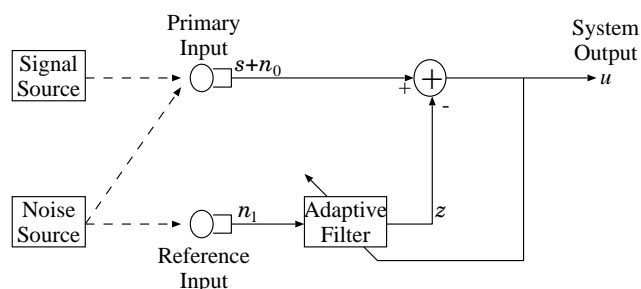 Primary
Input
System
Output
Signal
Source
s+n₀
+
+
-
u
Noise
Source
n₁
Adaptive
Filter
z
Reference
Input